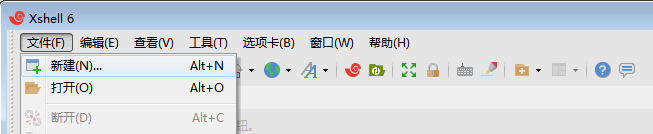 Xshell 6
文件(F) 编辑(E) 查看(V) 工具(T) 选项卡(B) 窗口(W) 帮助(H)
新建(N)... Alt+N
打开(O) Alt+O
断开(D) Alt+C
钮。